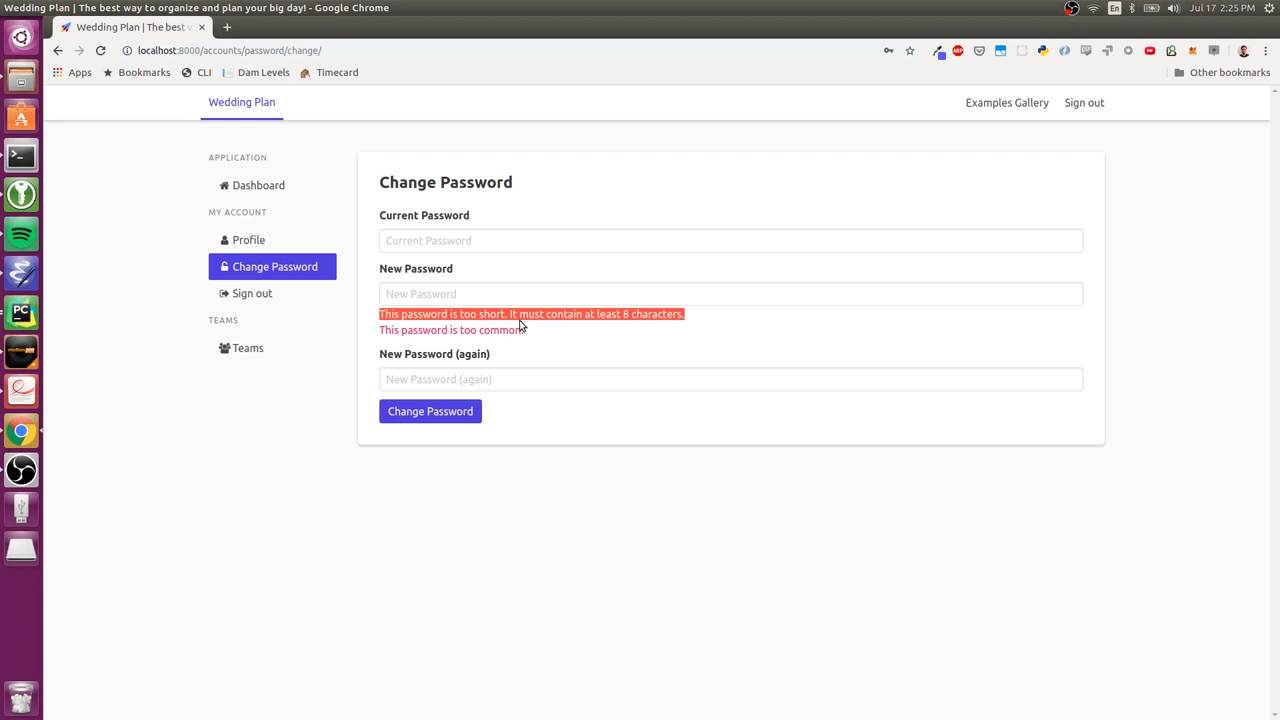 Wedding Plan | The best way to organize and plan your big day! - Google Chrome
En
Jul 17 2:25 PM
Wedding Plan | The best w
localhost:8000/accounts/password/change/
Apps
Bookmarks
CLI
Dam Levels
Timecard
Other bookmarks
Wedding Plan
Examples Gallery
Sign out
APPLICATION
Dashboard
MY ACCOUNT
Profile
Change Password
Sign out
TEAMS
Teams
Change Password
Current Password
Current Password
New Password
New Password
This password is too short. It must contain at least 8 characters.
This password is too common.
New Password (again)
New Password (again)
Change Password